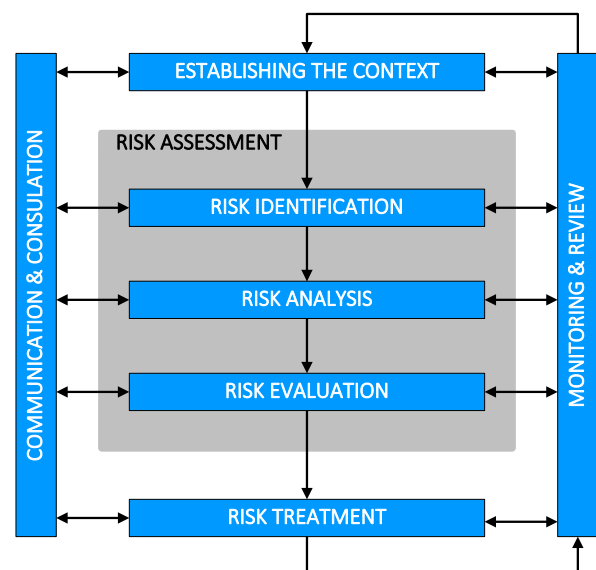 ESTABLISHING THE CONTEXT
RISK ASSESSMENT
RISK IDENTIFICATION
RISK ANALYSIS
RISK EVALUATION
RISK TREATMENT
COMMUNICATION & CONSULATION
MONITORING & REVIEW